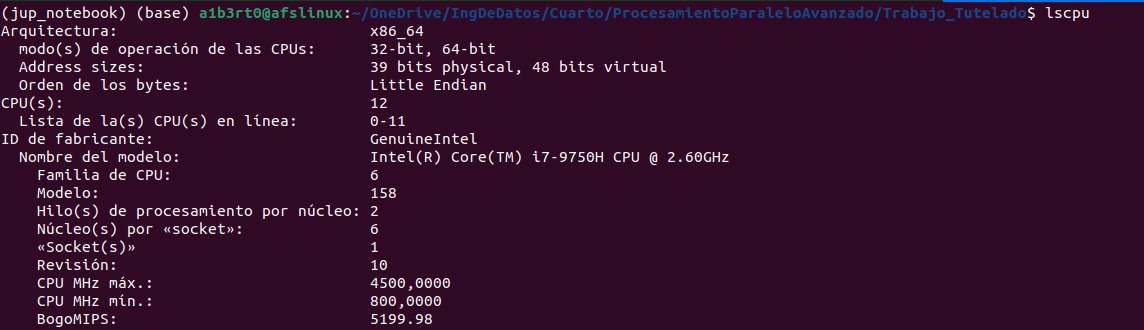 (jup_notebook) (base) a1b3rt0@afslinux:~/OneDrive/IngDeDatos/Cuarto/ProcesamientoParaleloAvanzado/Trabajo_Tutelado$ lscpu
Arquitectura:                            x86_64
  modo(s) de operación de las CPUs:      32-bit, 64-bit
  Address sizes:                         39 bits physical, 48 bits virtual
  Orden de los bytes:                    Little Endian
CPU(s):                                  12
  Lista de la(s) CPU(s) en línea:        0-11
ID de fabricante:                        GenuineIntel
  Nombre del modelo:                     Intel(R) Core(TM) i7-9750H CPU @ 2.60GHz
    Familia de CPU:                      6
    Modelo:                              158
    Hilo(s) de procesamiento por núcleo: 2
    Núcleo(s) por «socket»:              6
    «Socket(s)»                          1
    Revisión:                            10
    CPU MHz máx.:                        4500,0000
    CPU MHz mín.:                        800,0000
    BogoMIPS:                            5199.98